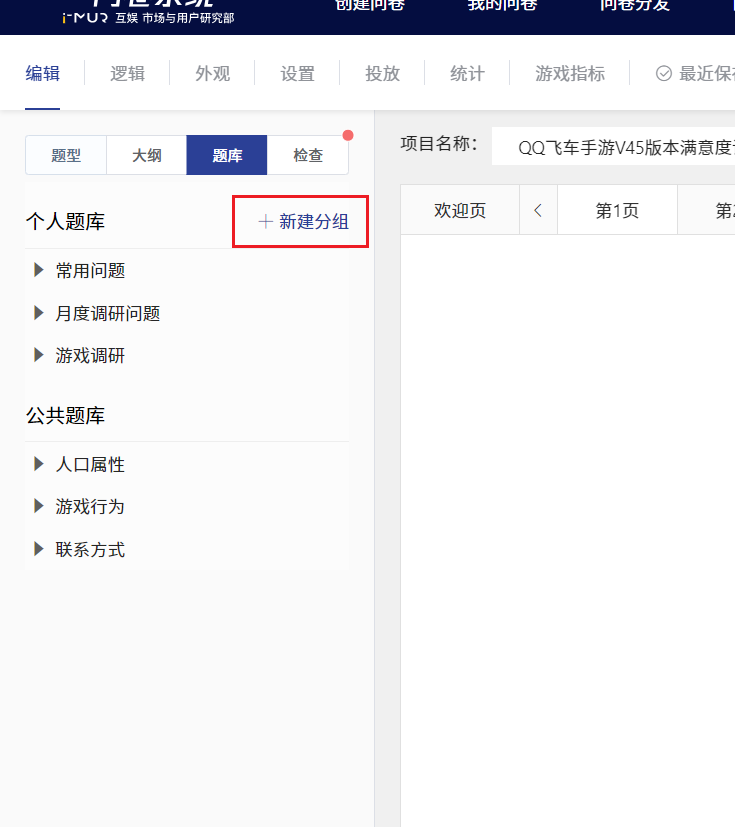 i-MUR 互娱 市场与用户研究部
创建问卷 我的问卷 问卷分发
编辑 逻辑 外观 设置 投放 统计 游戏指标 最近保存
题型 大纲 题库 检查
项目名称： QQ飞车手游V45版本满意度
个人题库
+ 新建分组
欢迎页 < 第1页 第2
常用问题
月度调研问题
游戏调研
公共题库
人口属性
游戏行为
联系方式